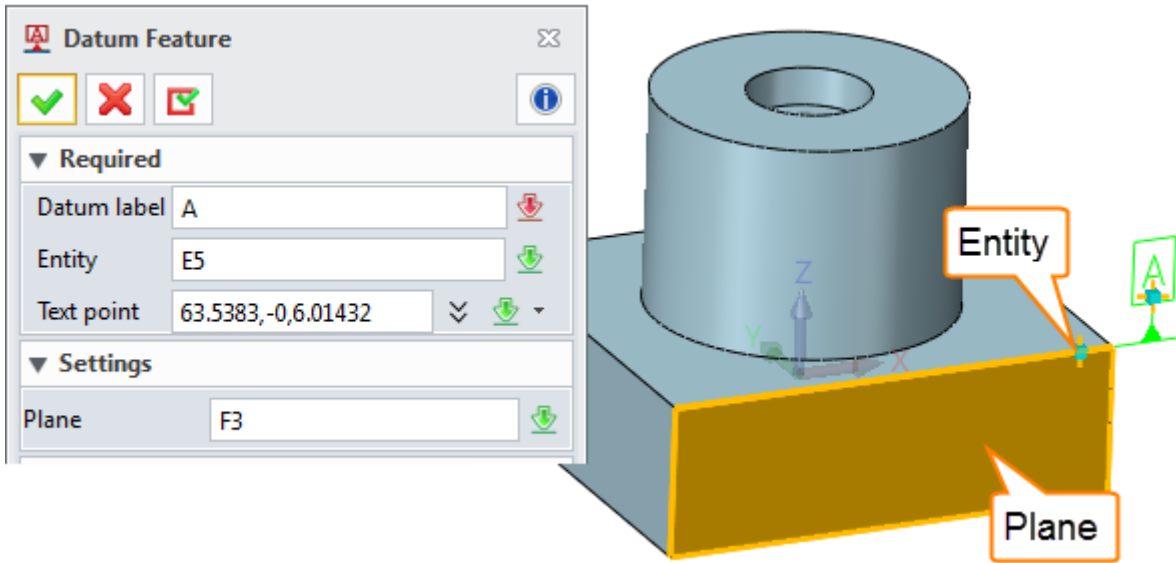 Datum Feature
Required
Datum label A
Entity E5
Text point 63.5383,-0,6.01432
Settings
Plane F3
Entity
A
Z
Y
X
Plane